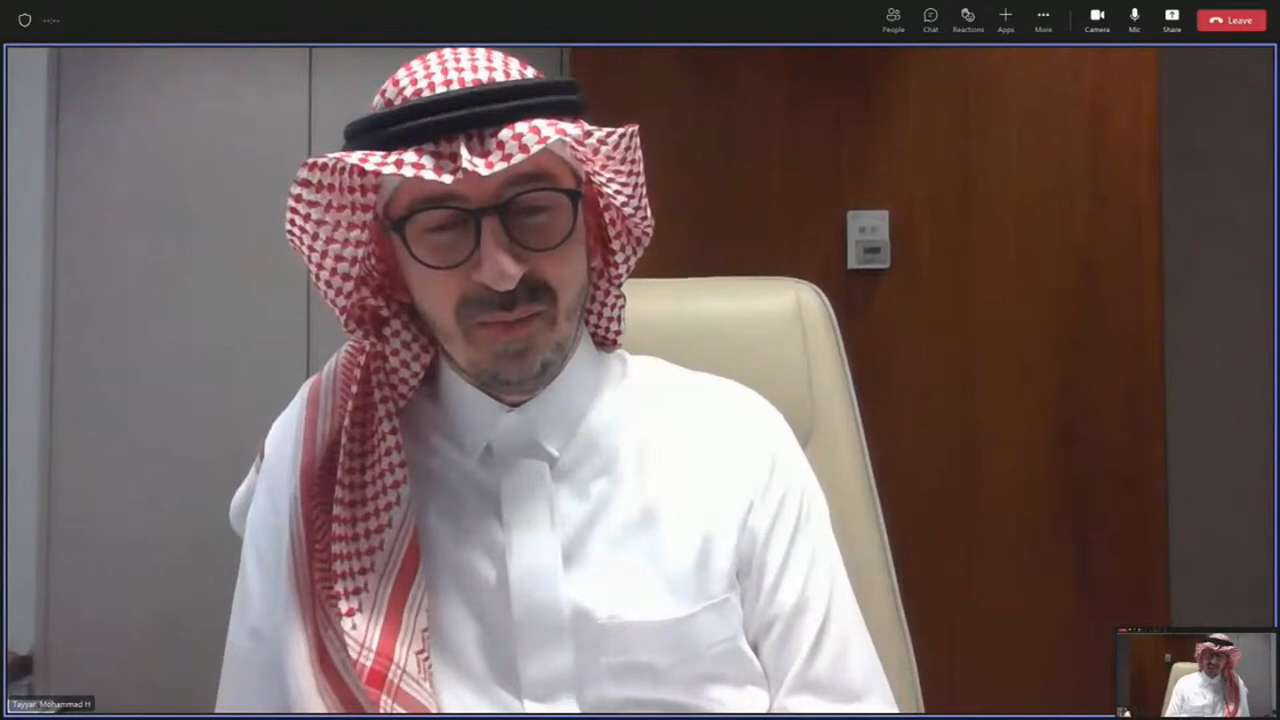 --:--
People
Chat
Reactions
Apps
More
Camera
Mic
Share
Leave
Tayyar, Mohammad H